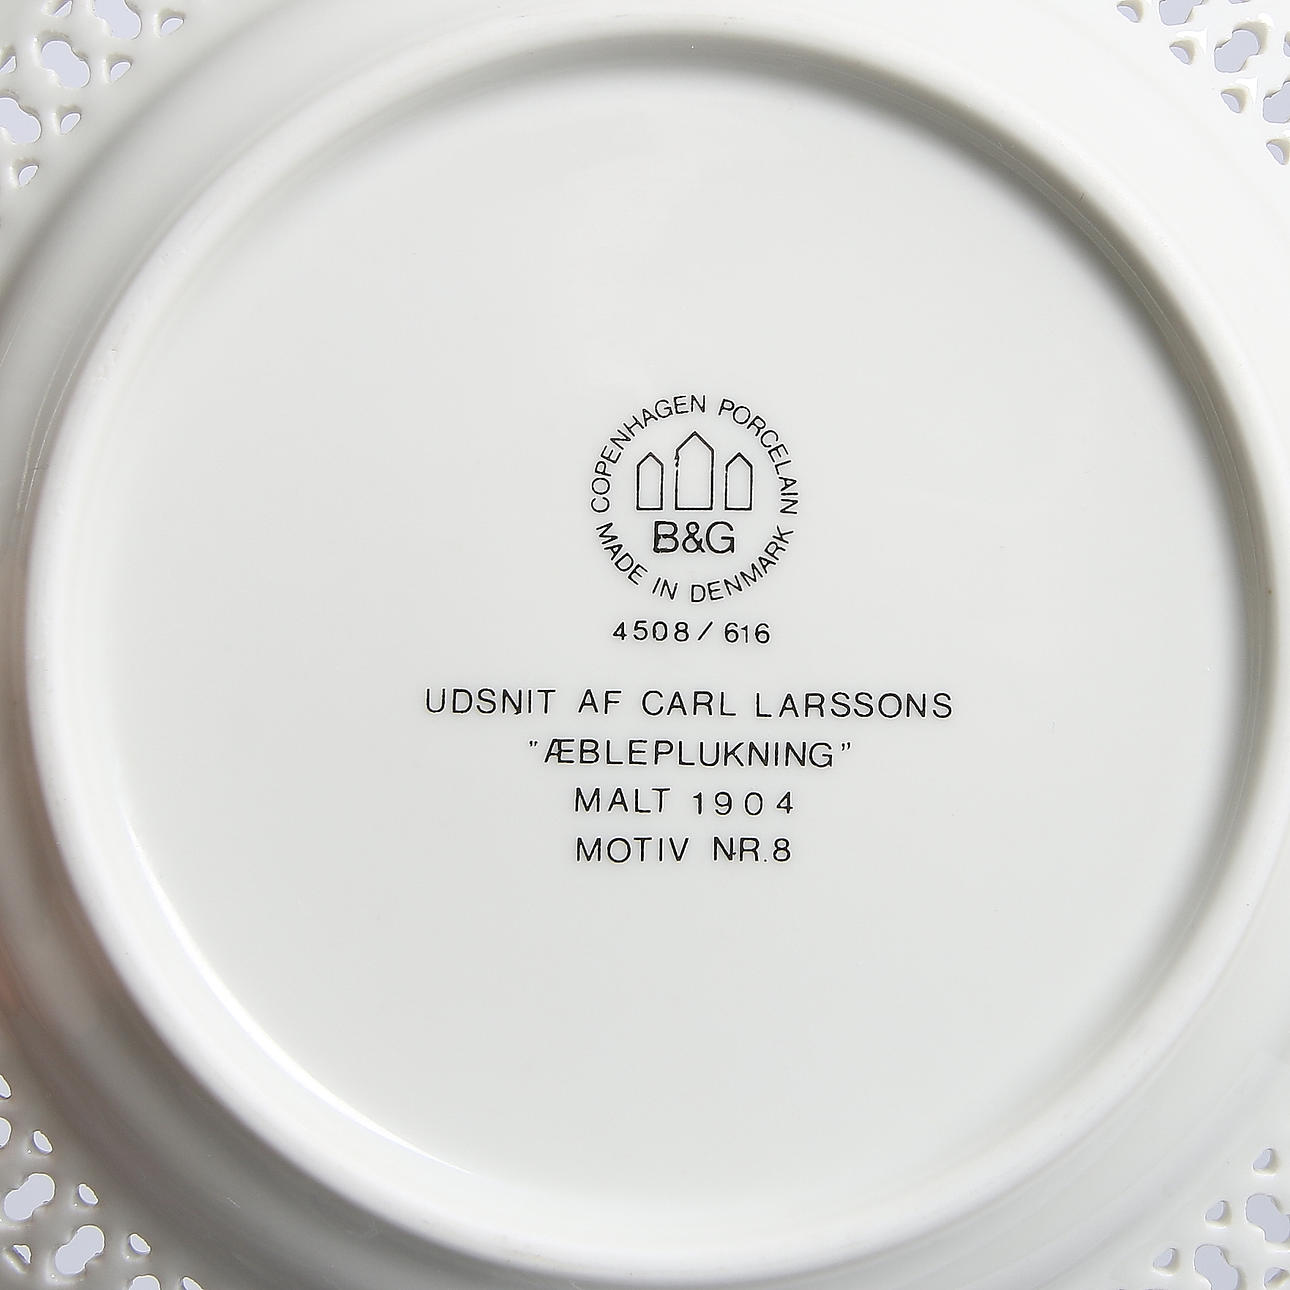 COPENHAGEN PORCELAIN
B&G
MADE IN DENMARK
4508/616
UDSNIT AF CARL LARSSONS
"ÆBLEPLUKNING"
MALT 1904
MOTIV NR.8